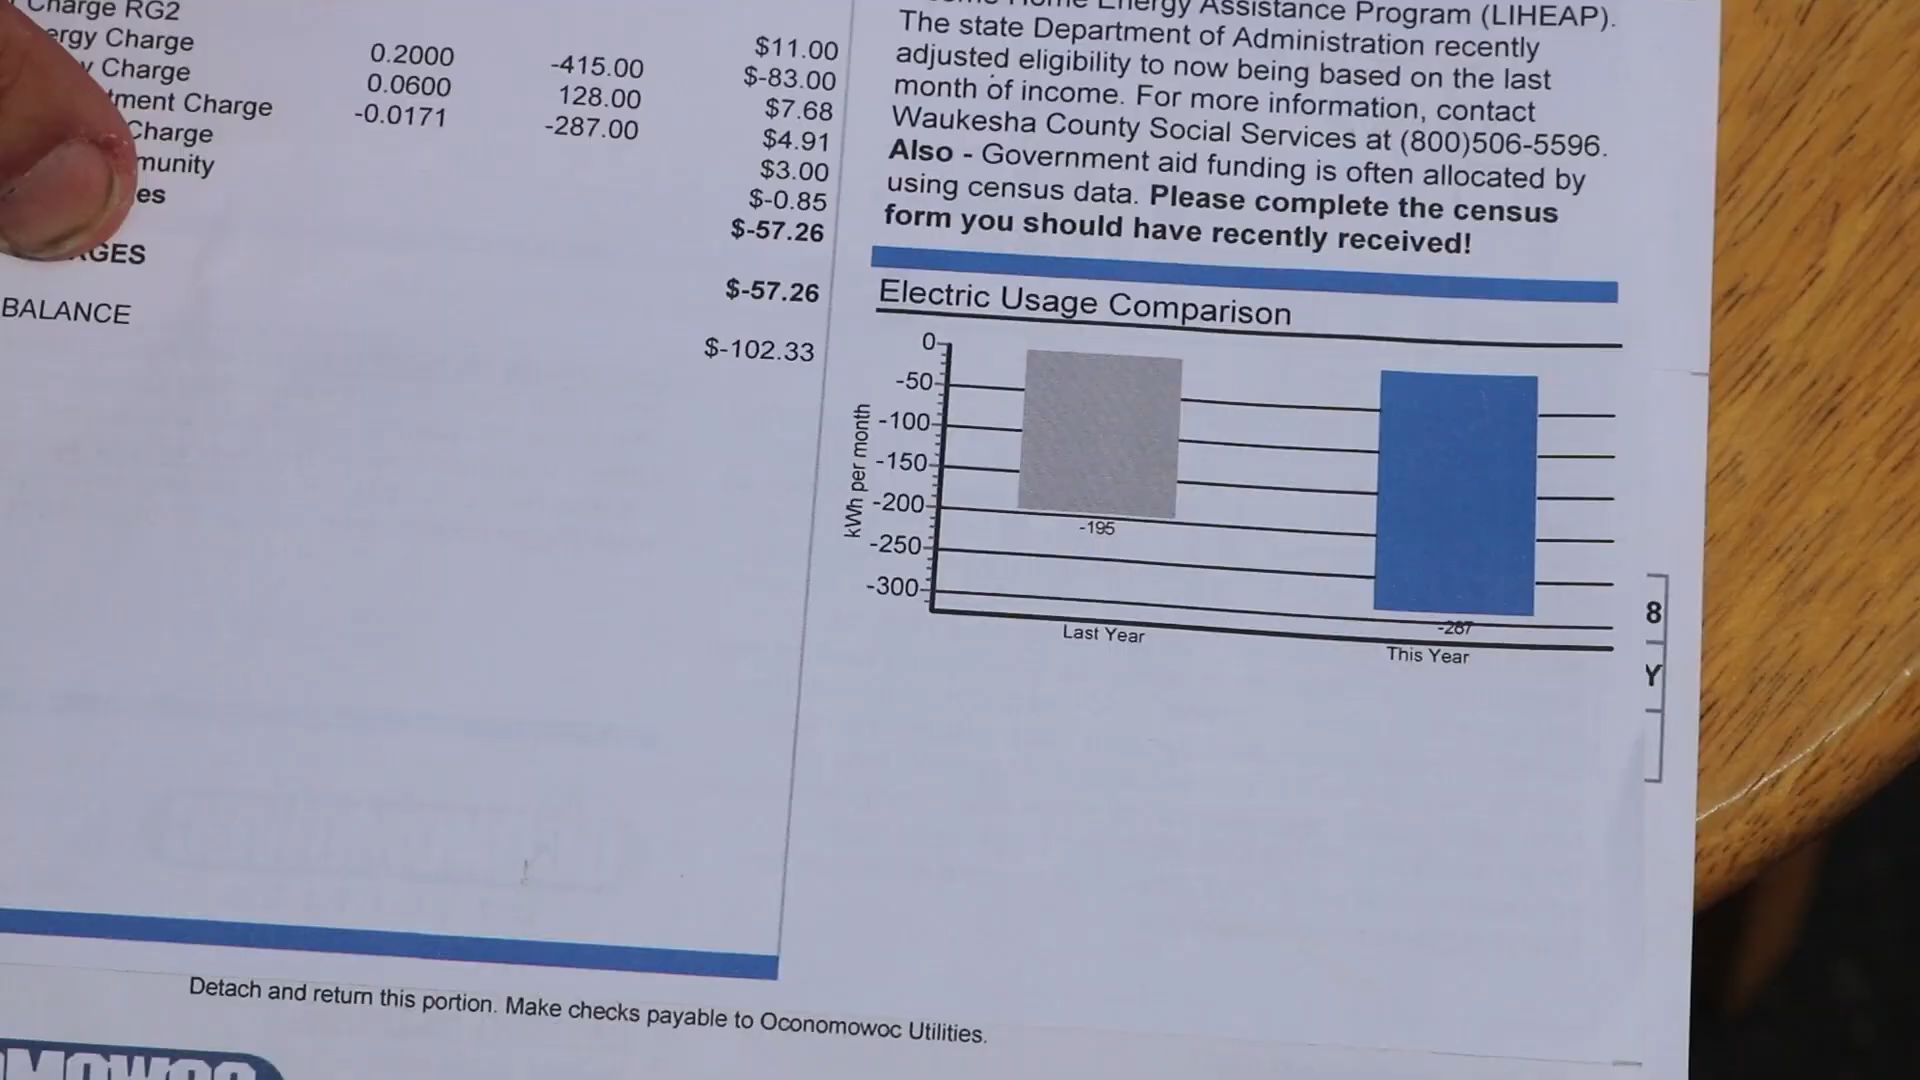 Charge RG2
$11.00
ergy Charge 0.2000 -415.00 $-83.00
y Charge 0.0600 128.00 $7.68
tment Charge -0.0171 -287.00 $4.91
Charge $3.00
munity $-0.85
es $-57.26
GES $-57.26
BALANCE $-102.33
Home Energy Assistance Program (LIHEAP).
The state Department of Administration recently
adjusted eligibility to now being based on the last
month of income. For more information, contact
Waukesha County Social Services at (800)506-5596.
Also - Government aid funding is often allocated by
using census data. Please complete the census
form you should have recently received!
Electric Usage Comparison
kWh per month
0
-50
-100
-150
-200
-250
-300
-195
-287
Last Year
This Year
8
Y
Detach and return this portion. Make checks payable to Oconomowoc Utilities.
MOWOC